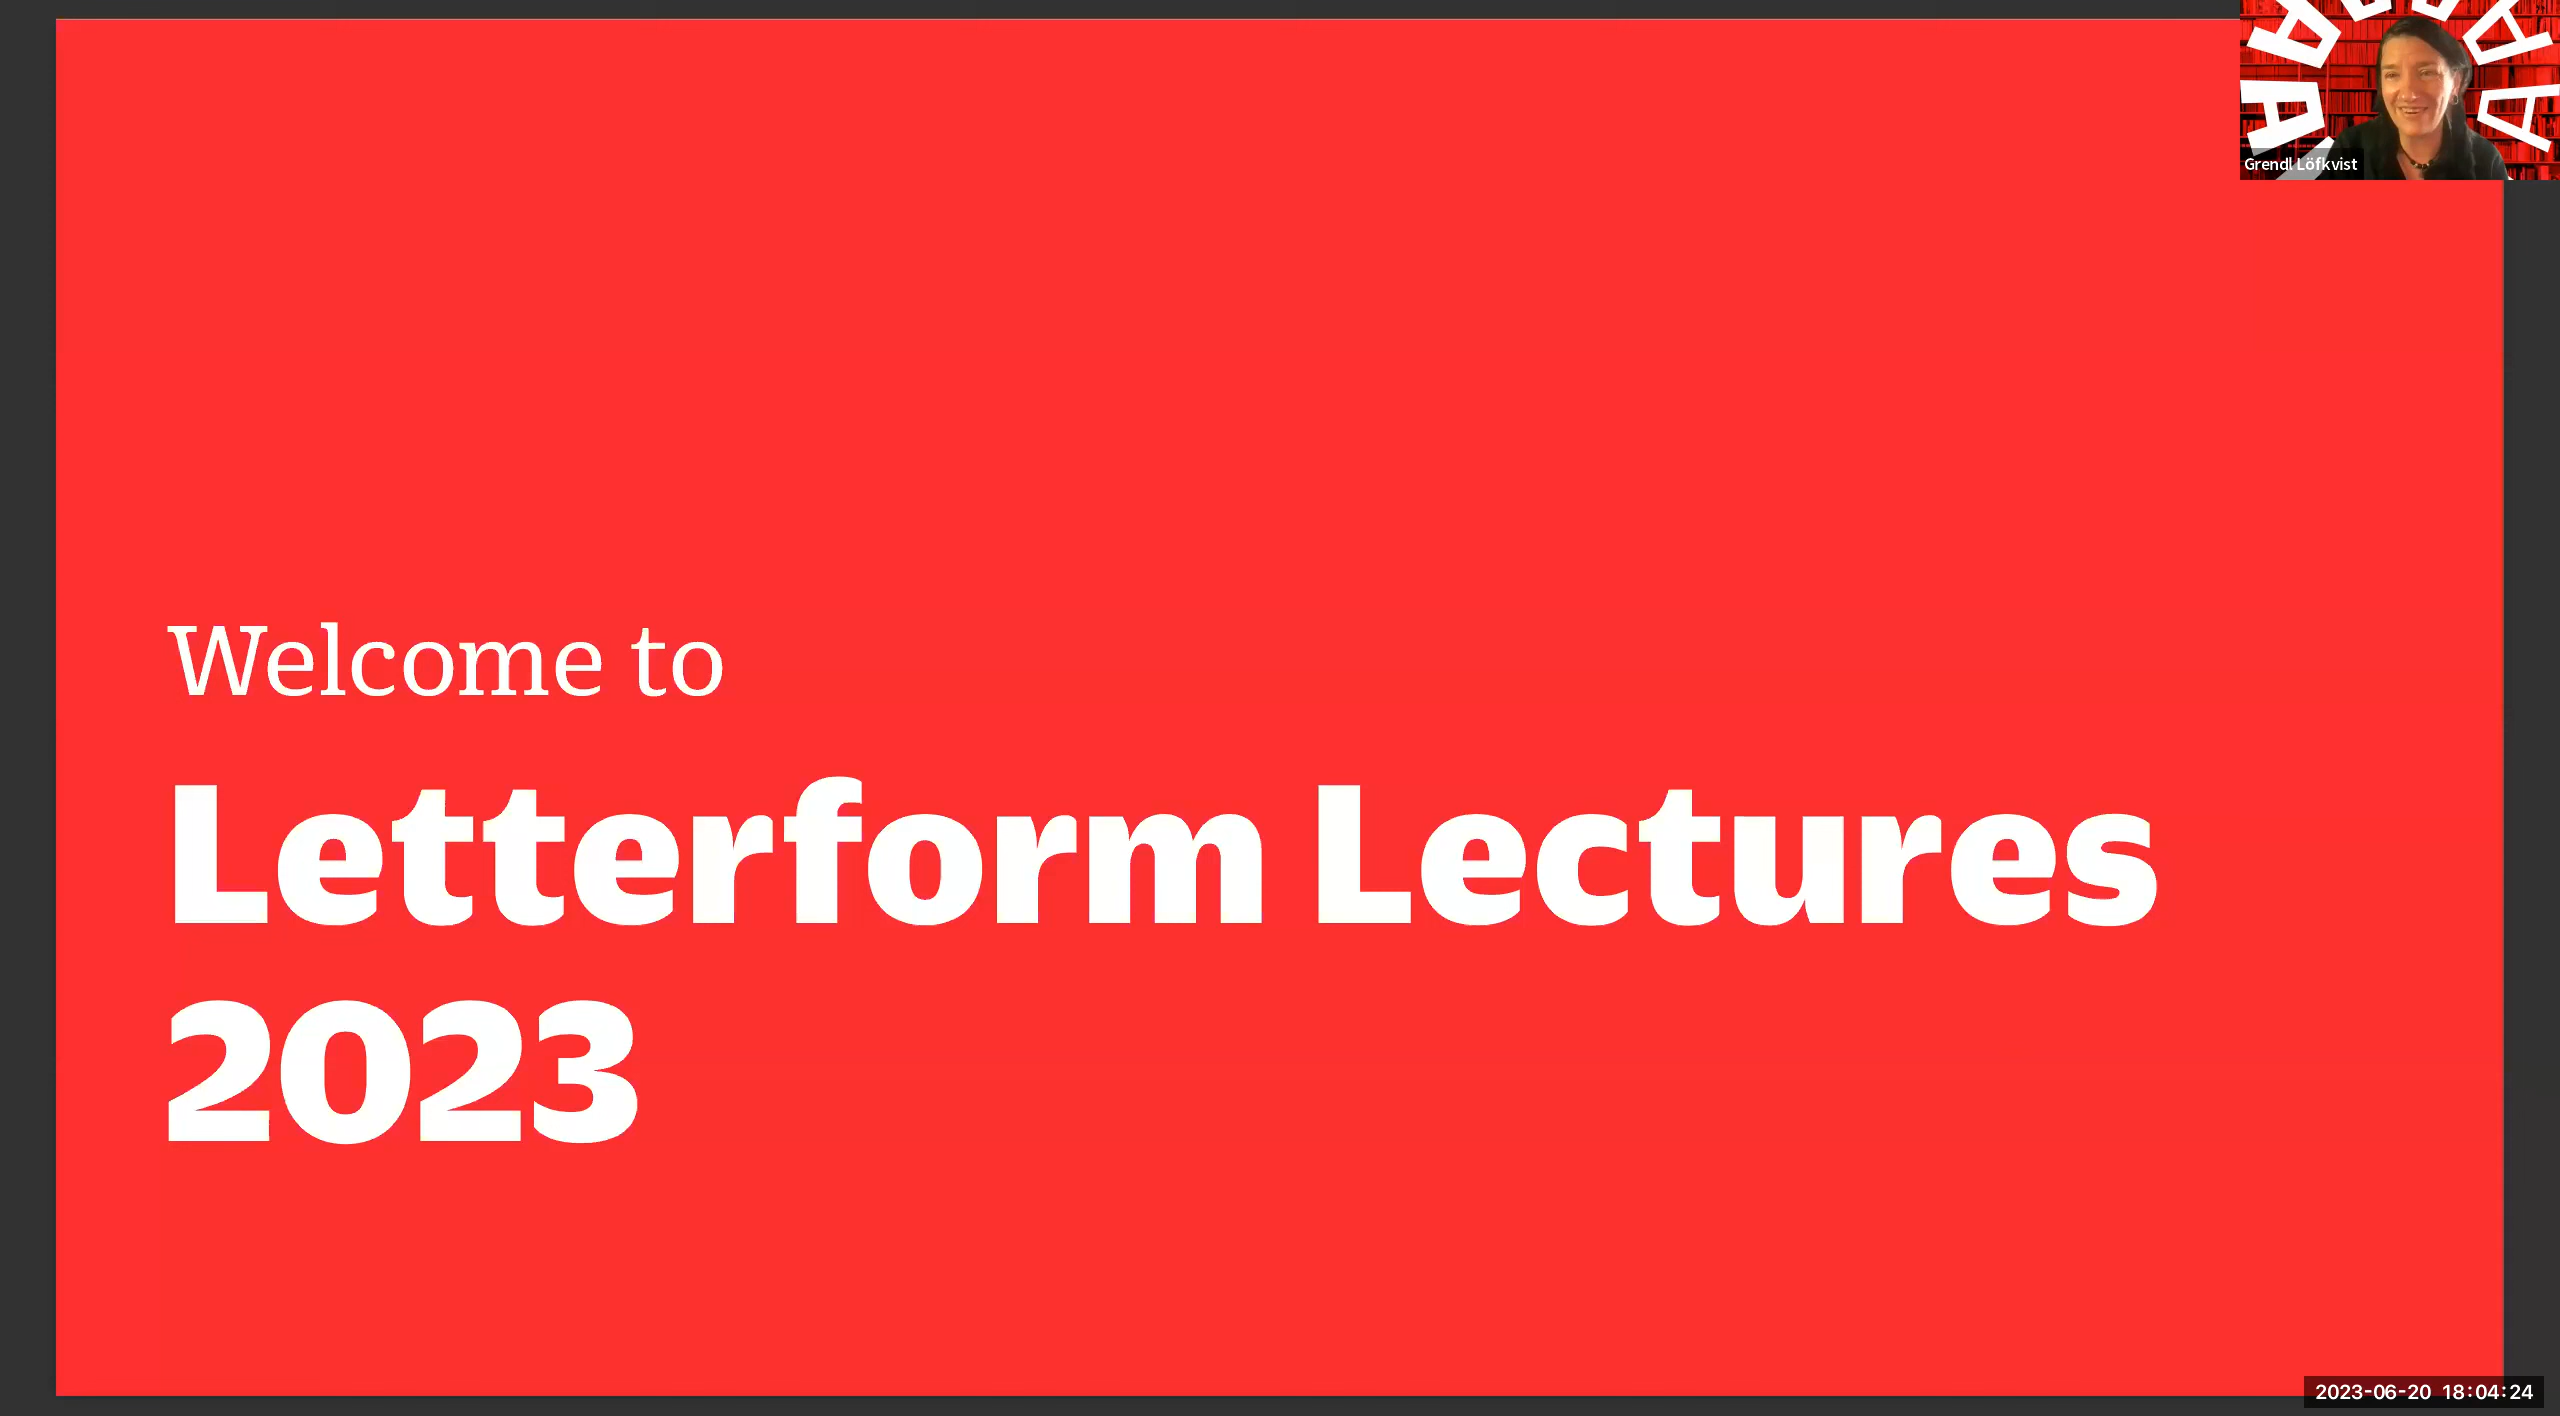 Welcome to
Letterform Lectures
2023
Grendl Löfkvist
2023-06-20 18:04:24